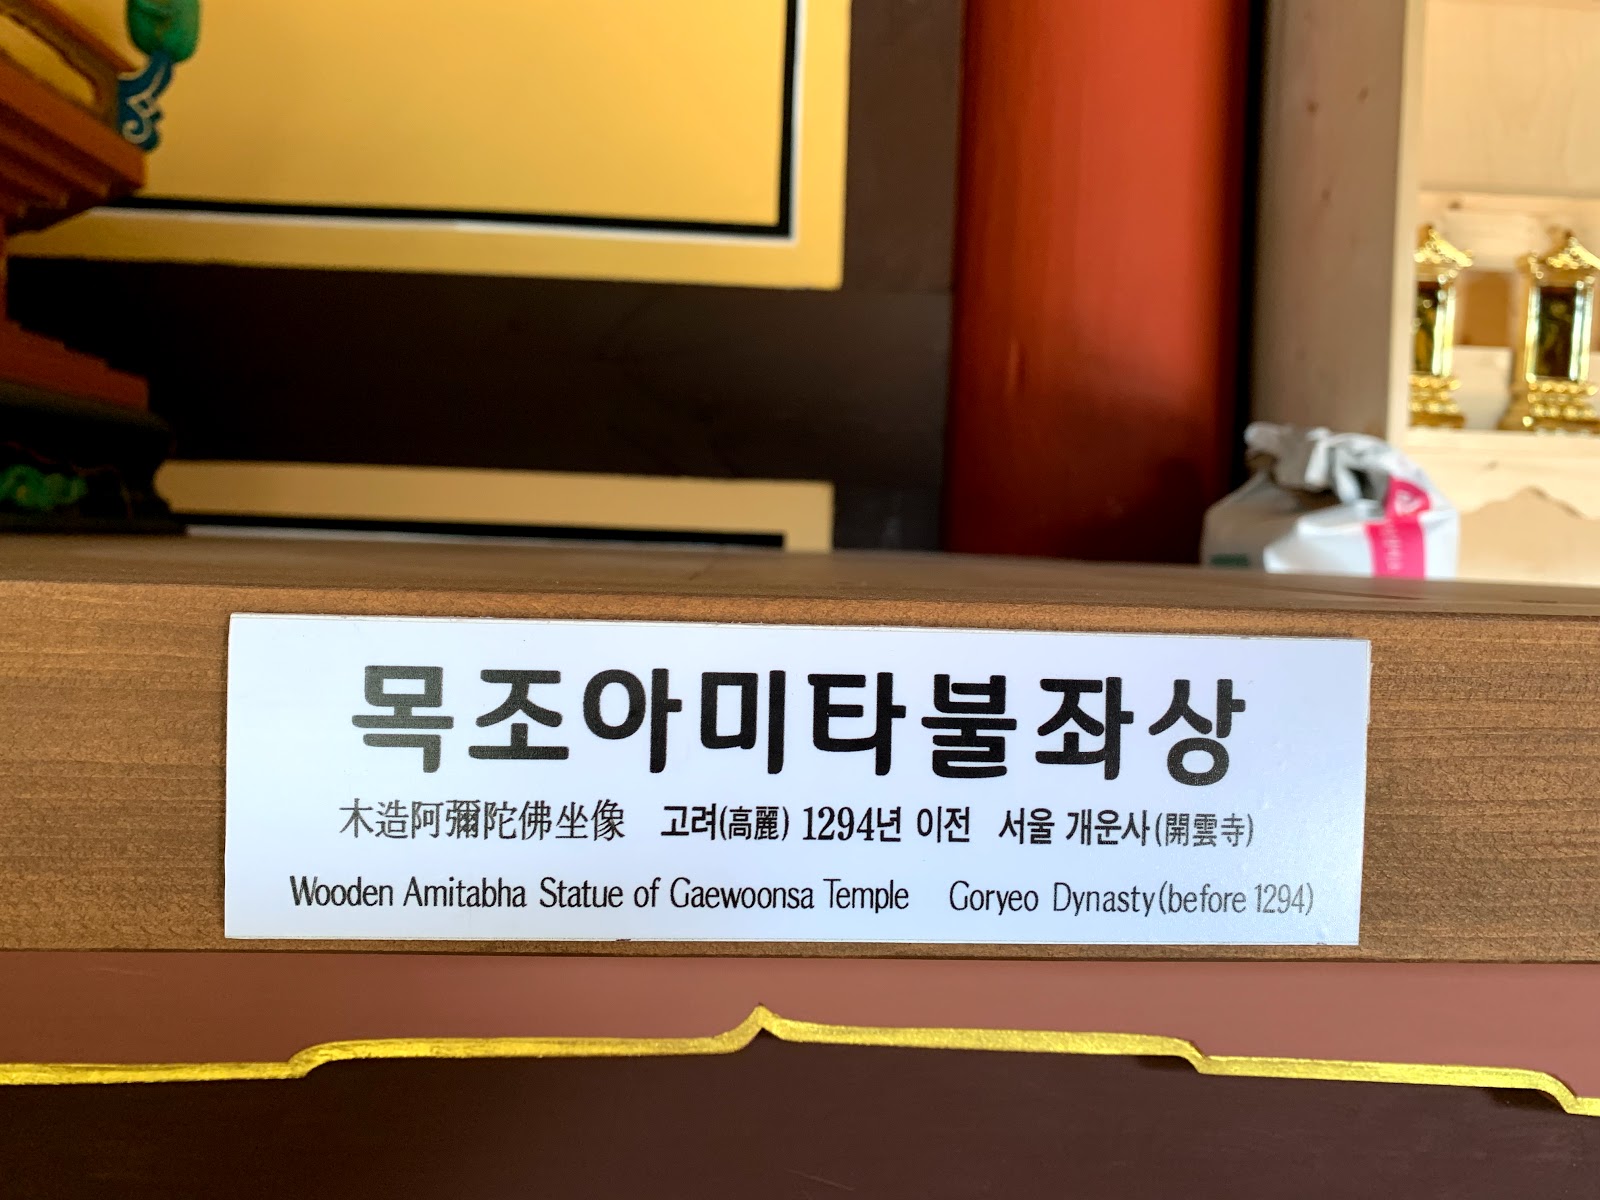 목조아미타불좌상
木造阿彌陀佛坐像 고려(高麗) 1294년 이전 서울 개운사(開雲寺)
Wooden Amitabha Statue of Gaewoonsa Temple Goryeo Dynasty(before 1294)